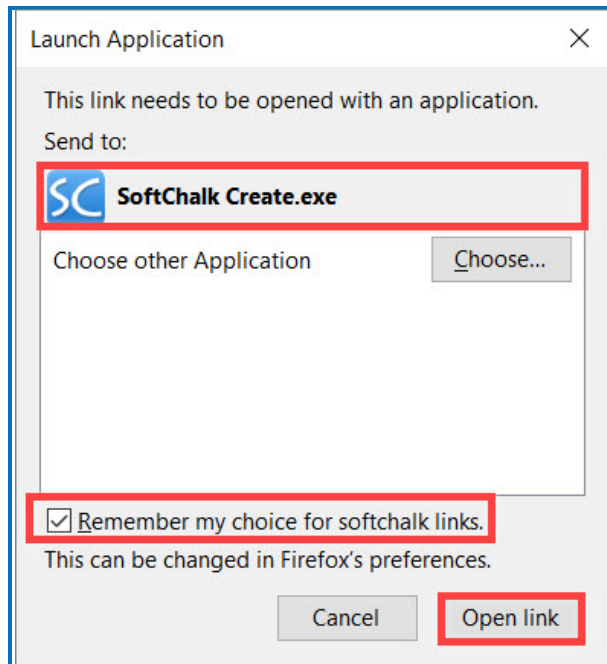 Launch Application
This link needs to be opened with an application.
Send to:
SC SoftChalk Create.exe
Choose other Application Choose...
Remember my choice for softchalk links.
This can be changed in Firefox's preferences.
Cancel Open link